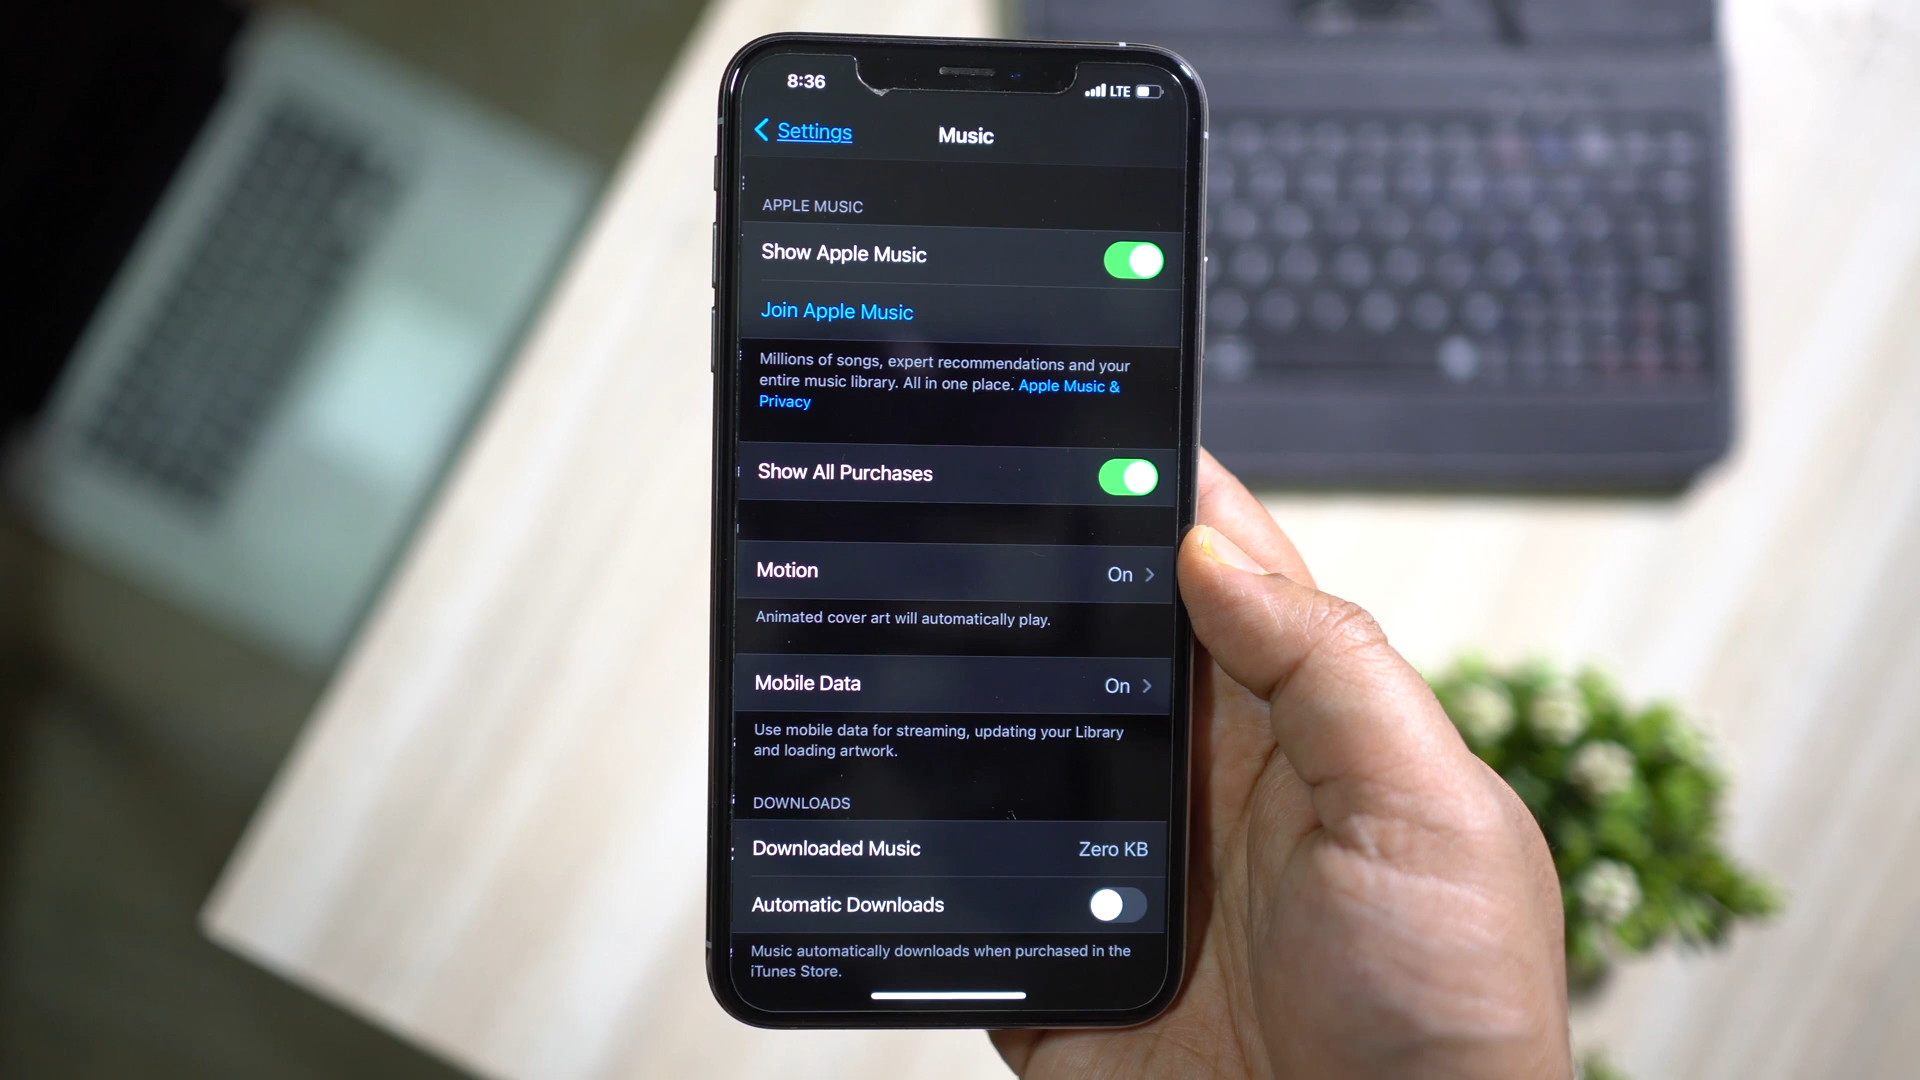 8:36
LTE
Settings
Music
APPLE MUSIC
Show Apple Music
Join Apple Music
Millions of songs, expert recommendations and your
entire music library. All in one place. Apple Music &
Privacy
Show All Purchases
Motion On
Animated cover art will automatically play.
Mobile Data On
Use mobile data for streaming, updating your Library
and loading artwork.
DOWNLOADS
Downloaded Music Zero KB
Automatic Downloads
Music automatically downloads when purchased in the
iTunes Store.